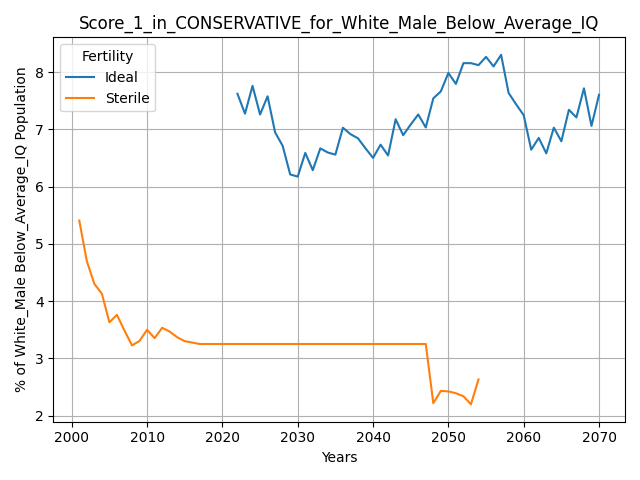 Score_1_in_CONSERVATIVE_for_White_Male_Below_Average_IQ
Fertility
Ideal
Sterile
% of White_Male Below_Average_IQ Population
8
7
6
5
4
3
2
2000 2010 2020 2030 2040 2050 2060 2070
Years